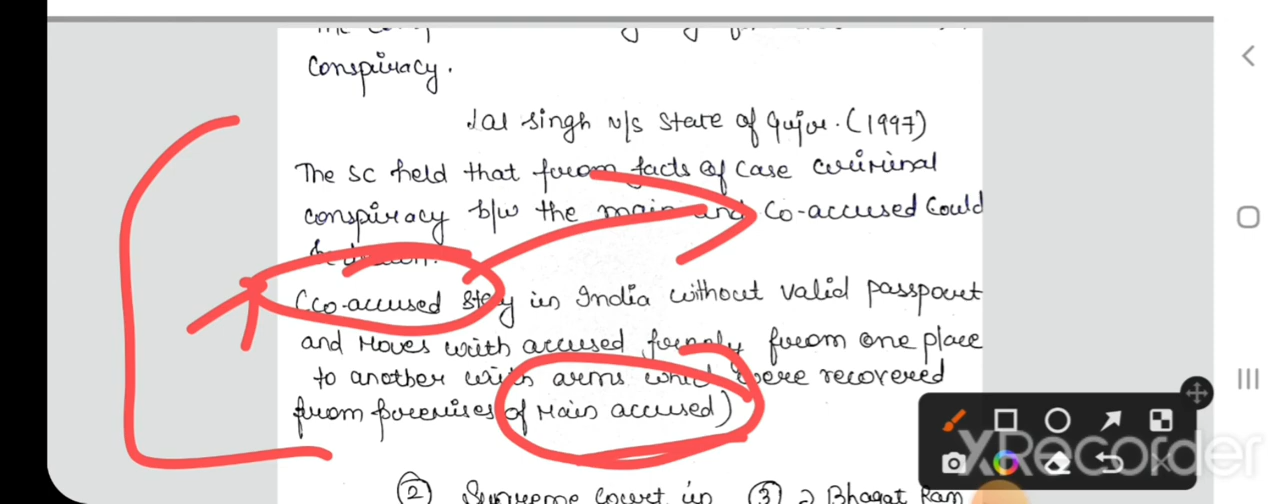 conspiracy.
Lal singh v/s State of Gujar. (1997)
The SC held that from facts of case criminal
conspiracy b/w the main and Co-accused Could
(co-accused stay in India without valid passport
and moves with accused from one place
to another with arms which were recovered
from premises of Main accused)
② Supreme Court in ③ Bhagat Ram
XRecorder